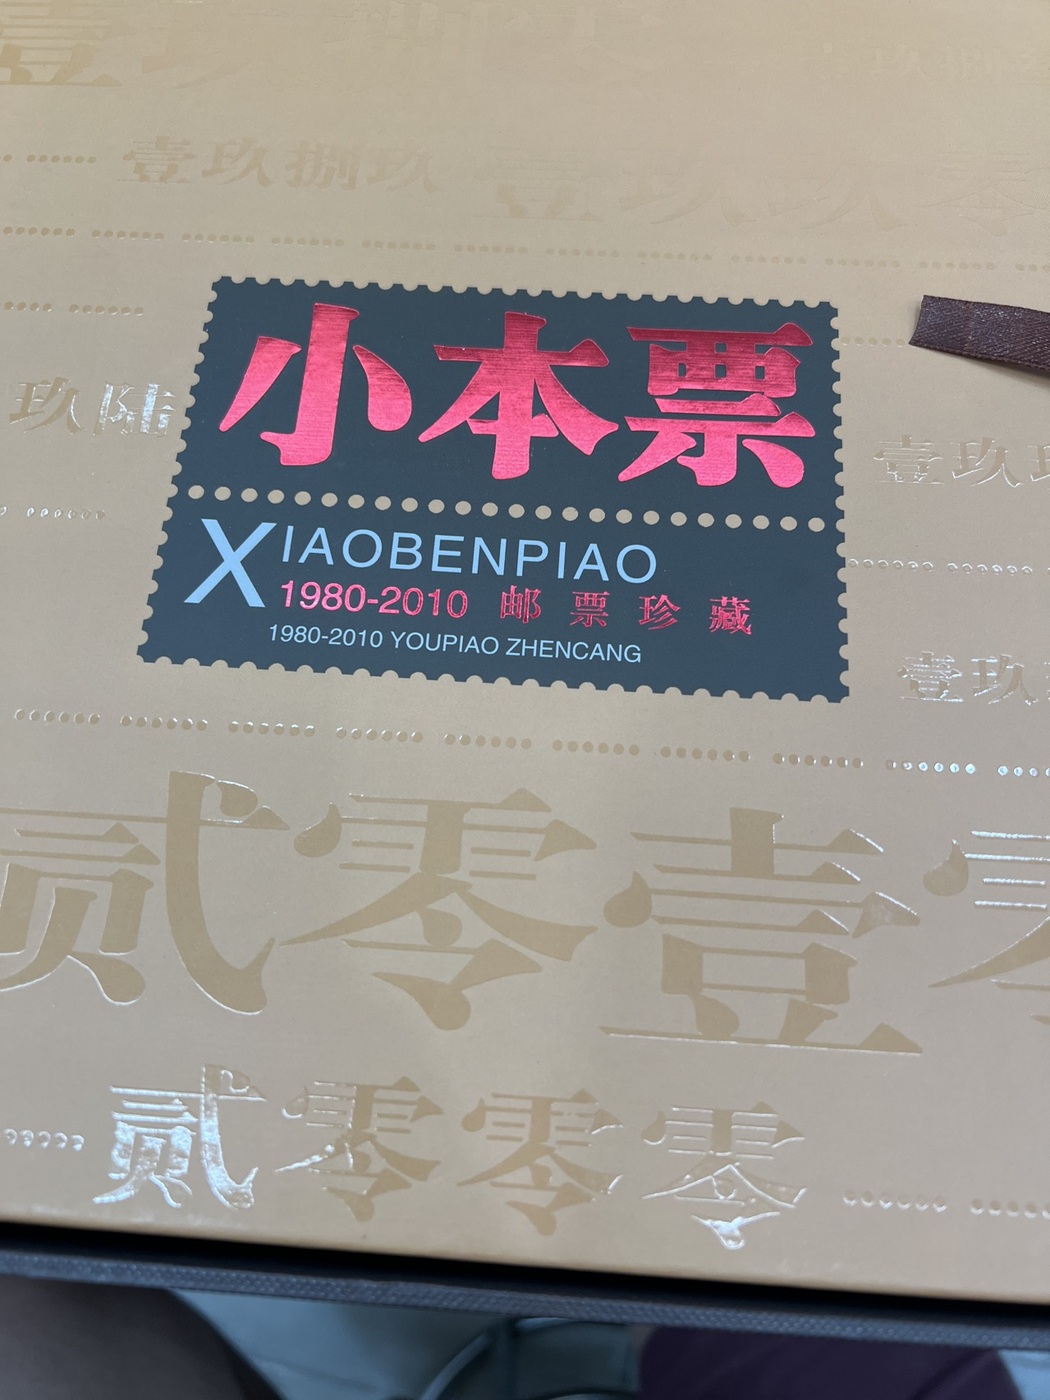 壹玖捌玖
小本票
玖陆
壹玖
XIAOBENPIAO
1980-2010 邮票珍藏
1980-2010 YOUPIAO ZHENCANG
壹玖
贰零壹零
贰零零零